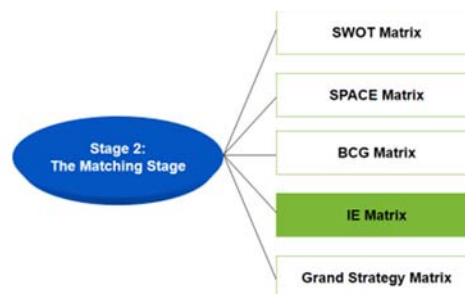 Stage 2:
The Matching Stage
SWOT Matrix
SPACE Matrix
BCG Matrix
IE Matrix
Grand Strategy Matrix